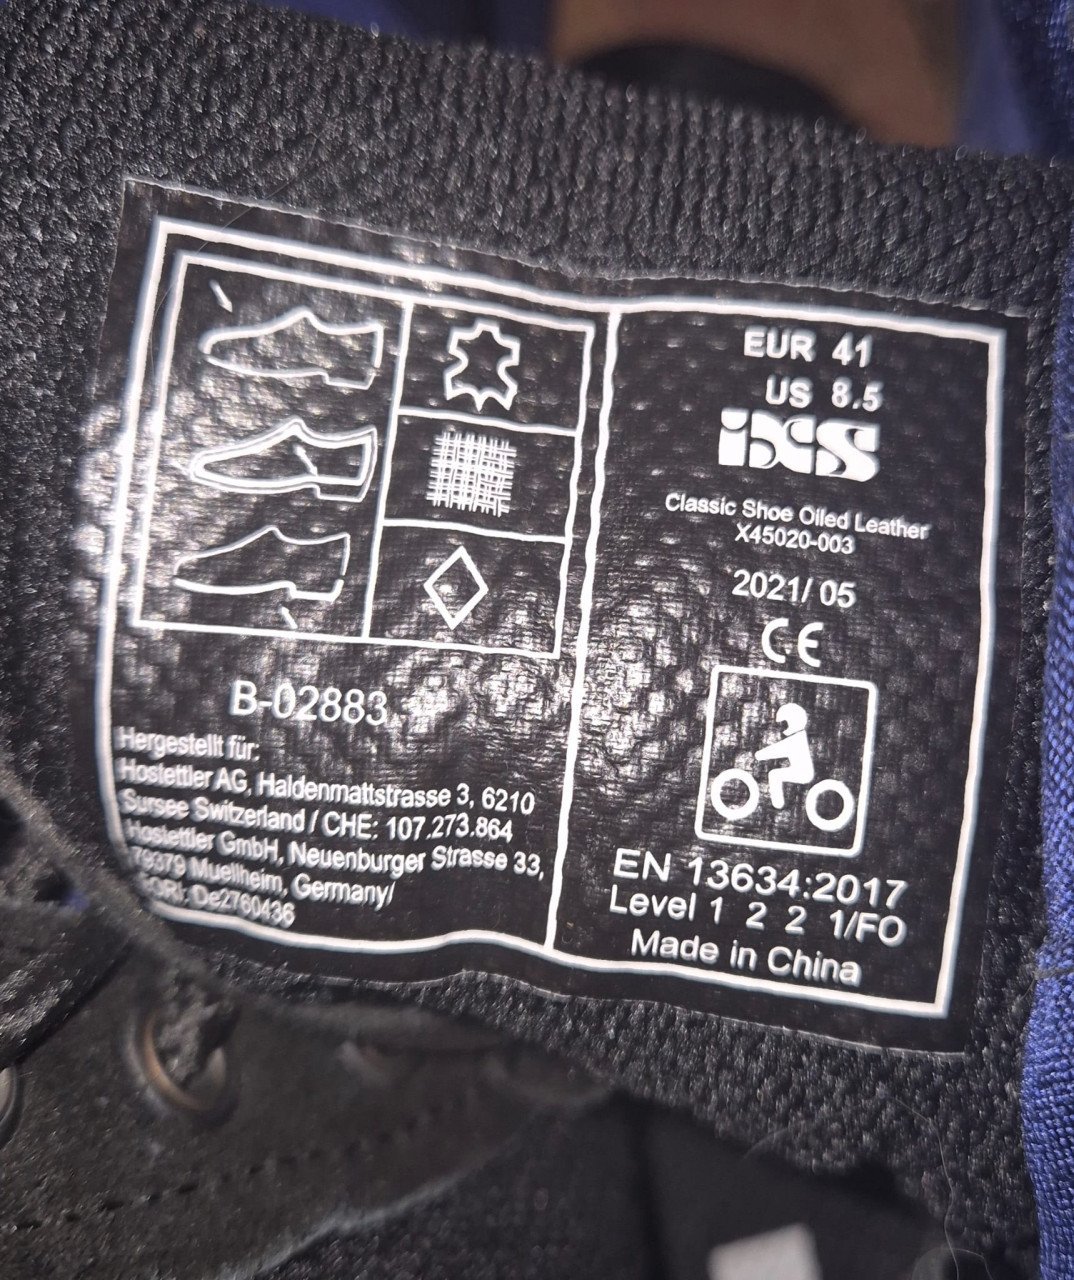 EUR 41
US 8.5
iXS
Classic Shoe Oiled Leather
X45020-003
2021/ 05
CE
EN 13634:2017
Level 1 2 2 1/FO
Made in China
B-02883
Hergestellt für:
Hostettler AG, Haldenmattstrasse 3, 6210
Sursee Switzerland / CHE: 107.273.864
Hostettler GmbH, Neuenburger Strasse 33,
79379 Muellheim, Germany/
EORI: De2760436